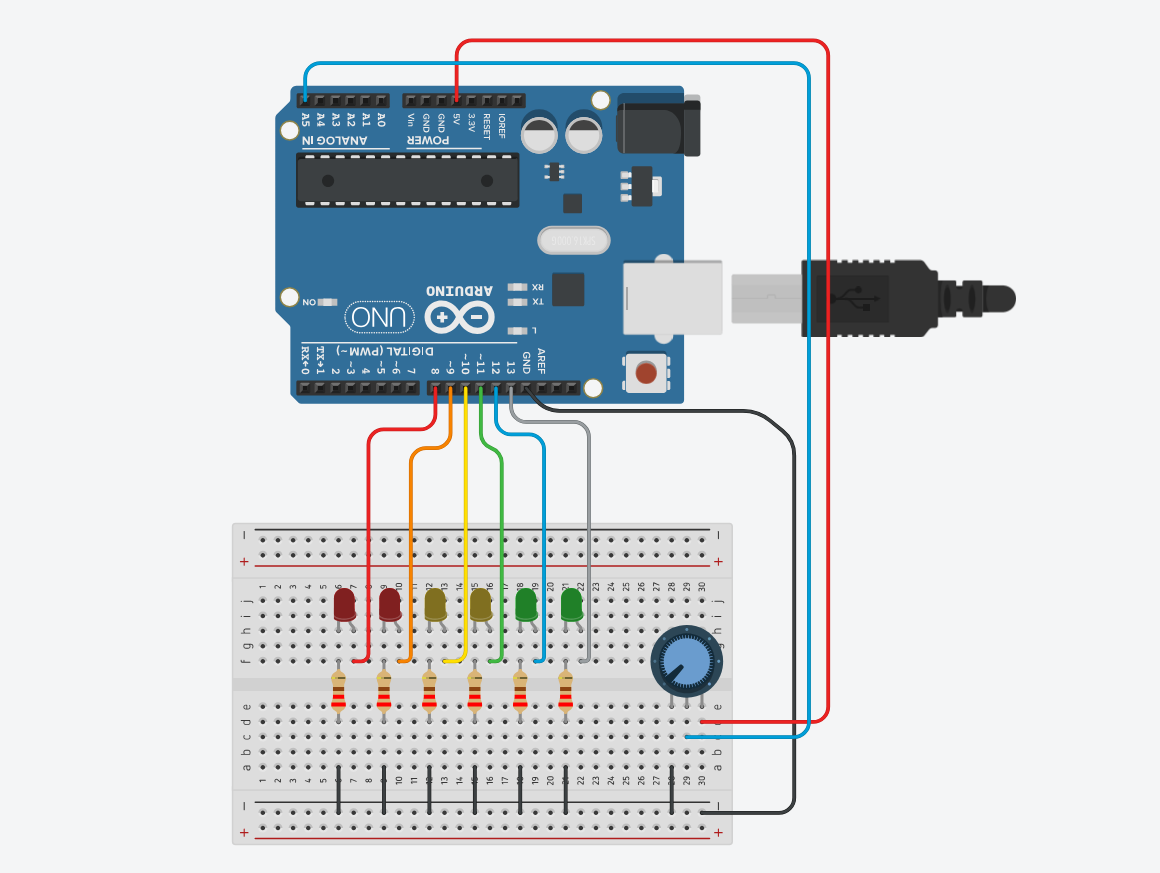 A5 A4 A3 A2 A1 A0 Vin GND GND 5V 3.3V RESET IOREF
ANALOG IN POWER
RX
TX
ON
ARDUINO
UNO
L
DIGITAL (PWM~)
RX←0 TX→1 2 ~3 4 ~5 ~6 7 8 ~9 ~10 ~11 12 13 GND AREF
− −
+ +
1 2 3 4 5 6 7 8 9 10 11 12 13 14 15 16 17 18 19 20 21 22 23 24 25 26 27 28 29 30
j j
i i
h h
g g
f
e e
d d
c c
b b
a a
1 2 3 4 5 6 7 8 9 10 11 12 13 14 15 16 17 18 19 20 21 22 23 24 25 26 27 28 29 30
− −
+ +